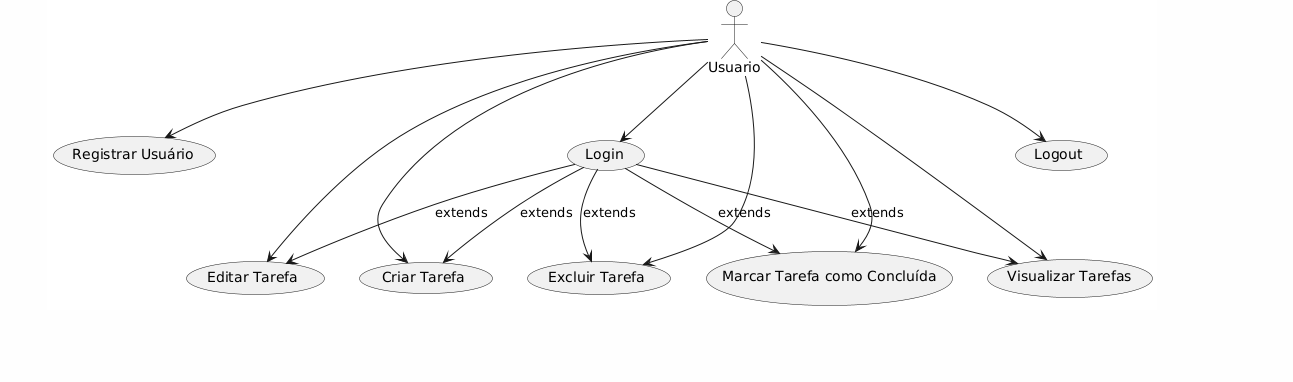 Usuario
Registrar Usuário
Login
Logout
extends
extends
extends
extends
extends
Editar Tarefa
Criar Tarefa
Excluir Tarefa
Marcar Tarefa como Concluída
Visualizar Tarefas